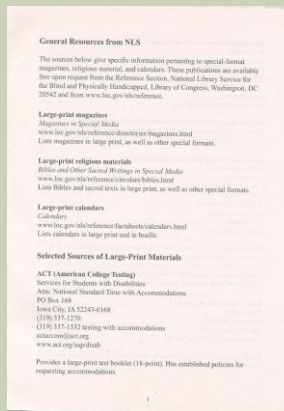 General Resources from NLS
The sources below give specific information pertaining to special-format
magazines, religious material, and calendars. These publications are available
free upon request from the Reference Section, National Library Service for
the Blind and Physically Handicapped, Library of Congress, Washington, DC
20542 and from www.loc.gov/nls/reference.
Large-print magazines
Magazines in Special Media
www.loc.gov/nls/reference/directories/magazines.html
Lists magazines in large print, as well as other special formats.
Large-print religious materials
Bibles and Other Sacred Writings in Special Media
www.loc.gov/nls/reference/circulars/bibles.html
Lists Bibles and sacred texts in large print, as well as other special formats.
Large-print calendars
Calendars
www.loc.gov/nls/reference/factsheets/calendars.html
Lists calendars in large print and in braille.
Selected Sources of Large-Print Materials
ACT (American College Testing)
Services for Students with Disabilities
Attn: National Standard Time with Accommodations
PO Box 168
Iowa City, IA 52243-0168
(319) 337-1270
(319) 337-1332 testing with accommodations
actaccom@act.org
www.act.org/aap/disab
Provides a large-print test booklet (18-point). Has established policies for
requesting accommodations.
1